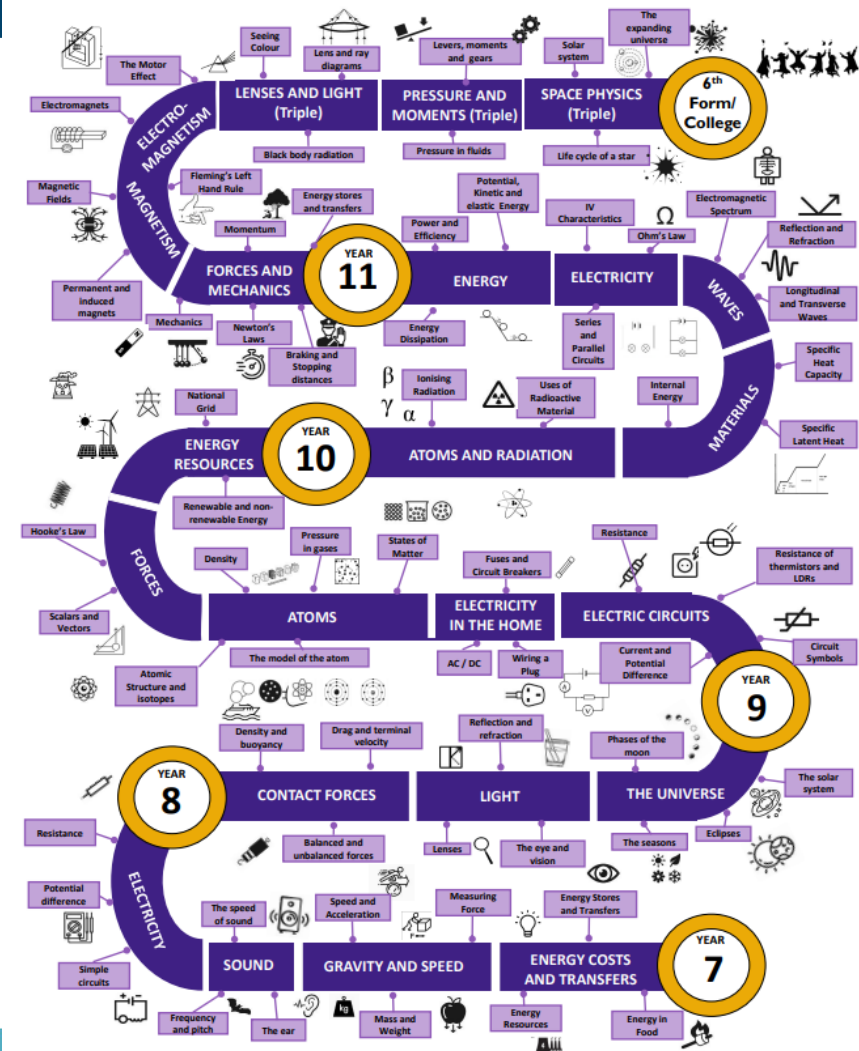 The
expanding
universe
Seeing
Colour
Lens and ray
diagrams
Levers, moments
and gears
Solar
system
The Motor
Effect
6th
Form/
College
LENSES AND LIGHT
(Triple)
PRESSURE AND
MOMENTS (Triple)
SPACE PHYSICS
(Triple)
Electromagnets
ELECTRO-
MAGNETISM
Black body radiation
Pressure in fluids
Life cycle of a star
Fleming's Left
Hand Rule
Magnetic
Fields
MAGNETISM
Energy stores
and transfers
Potential,
Kinetic and
elastic Energy
Electromagnetic
Spectrum
Momentum
Power and
Efficiency
IV
Characteristics
Ω
Ohm's Law
Reflection and
Refraction
FORCES AND
MECHANICS
YEAR
11
ENERGY
ELECTRICITY
WAVES
Permanent and
induced
magnets
Longitudinal
and Transverse
Waves
Mechanics
Newton's
Laws
Braking and
Stopping
distances
Energy
Dissipation
Series
and
Parallel
Circuits
Specific
Heat
Capacity
β
γ
α
Ionising
Radiation
Uses of
Radioactive
Material
Internal
Energy
MATERIALS
National
Grid
Specific
Latent Heat
ENERGY
RESOURCES
YEAR
10
ATOMS AND RADIATION
Renewable and non-
renewable Energy
Hooke's Law
FORCES
Density
Pressure
in gases
States of
Matter
Fuses and
Circuit Breakers
Resistance
Resistance of
thermistors and
LDRs
Scalars and
Vectors
ATOMS
ELECTRICITY
IN THE HOME
ELECTRIC CIRCUITS
Circuit
Symbols
Atomic
Structure and
isotopes
The model of the atom
AC / DC
Wiring a
Plug
Current and
Potential
Difference
A
V
YEAR
9
Density and
buoyancy
Drag and terminal
velocity
Reflection and
refraction
Phases of the
moon
YEAR
8
CONTACT FORCES
LIGHT
THE UNIVERSE
The solar
system
Resistance
Balanced and
unbalanced forces
Lenses
The eye and
vision
The seasons
Eclipses
Potential
difference
ELECTRICITY
The speed
of sound
Speed and
Acceleration
Measuring
Force
Energy Stores
and Transfers
Simple
circuits
SOUND
GRAVITY AND SPEED
ENERGY COSTS
AND TRANSFERS
YEAR
7
Frequency
and pitch
The ear
kg
Mass and
Weight
Energy
Resources
Energy in
Food